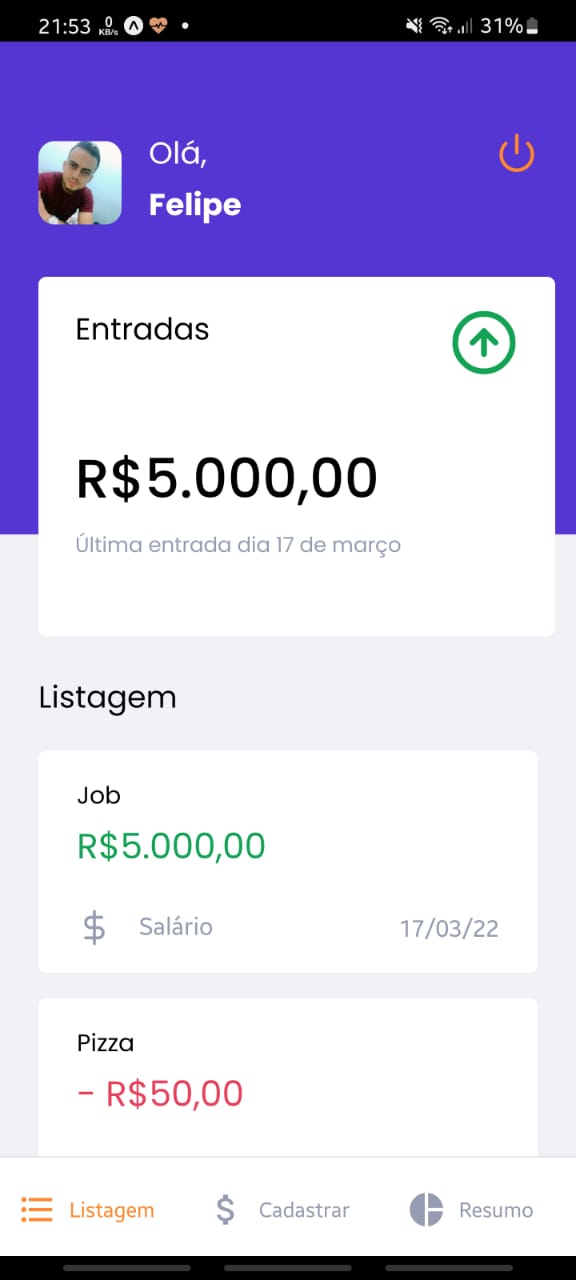 21:53 0 KB/s 31%
Olá,
Felipe
Entradas
R$5.000,00
Última entrada dia 17 de março
Listagem
Job
R$5.000,00
Salário 17/03/22
Pizza
- R$50,00
Listagem Cadastrar Resumo